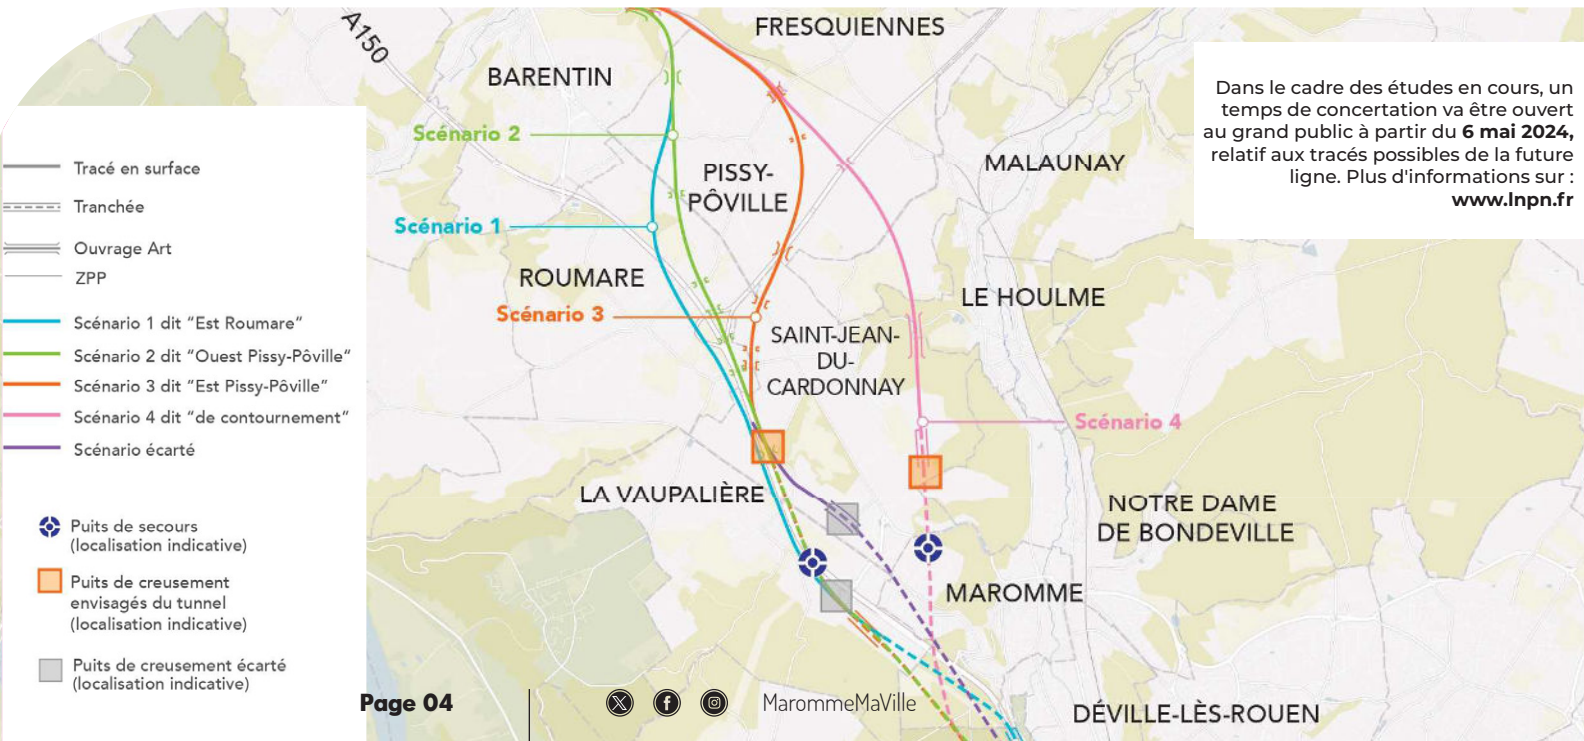 A150
FRESQUIENNES
BARENTIN
Scénario 2
PISSY-
PÔVILLE
MALAUNAY
Scénario 1
ROUMARE
LE HOULME
Scénario 3
SAINT-JEAN-
DU-
CARDONNAY
Scénario 4
LA VAUPALIÈRE
NOTRE DAME
DE BONDEVILLE
MAROMME
DÉVILLE-LÈS-ROUEN
Dans le cadre des études en cours, un
temps de concertation va être ouvert
au grand public à partir du 6 mai 2024,
relatif aux tracés possibles de la future
ligne. Plus d'informations sur :
www.lnpn.fr
Tracé en surface
Tranchée
Ouvrage Art
ZPP
Scénario 1 dit “Est Roumare”
Scénario 2 dit “Ouest Pissy-Pôville“
Scénario 3 dit “Est Pissy-Pôville”
Scénario 4 dit “de contournement”
Scénario écarté
Puits de secours
(localisation indicative)
Puits de creusement
envisagés du tunnel
(localisation indicative)
Puits de creusement écarté
(localisation indicative)
Page 04
MarommeMaVille